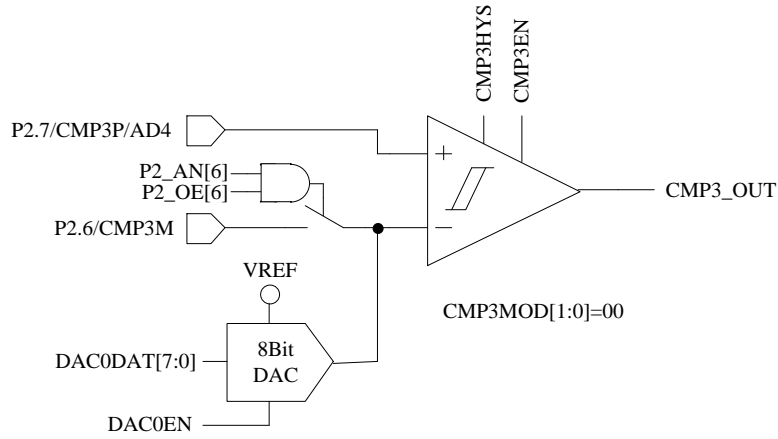 CMP3HYS
CMP3EN
P2.7/CMP3P/AD4
+
P2_AN[6]
P2_OE[6]
CMP3_OUT
P2.6/CMP3M
−
VREF
CMP3MOD[1:0]=00
8Bit
DAC
DAC0DAT[7:0]
DAC0EN